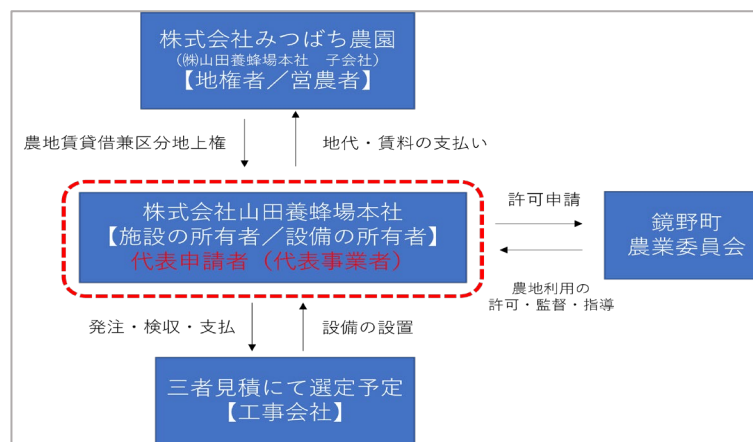 株式会社みつばち農園
(㈱山田養蜂場本社　子会社)
【地権者／営農者】
農地賃貸借兼区分地上権
地代・賃料の支払い
株式会社山田養蜂場本社
【施設の所有者／設備の所有者】
代表申請者（代表事業者）
許可申請
鏡野町
農業委員会
農地利用の
許可・監督・指導
発注・検収・支払
設備の設置
三者見積にて選定予定
【工事会社】